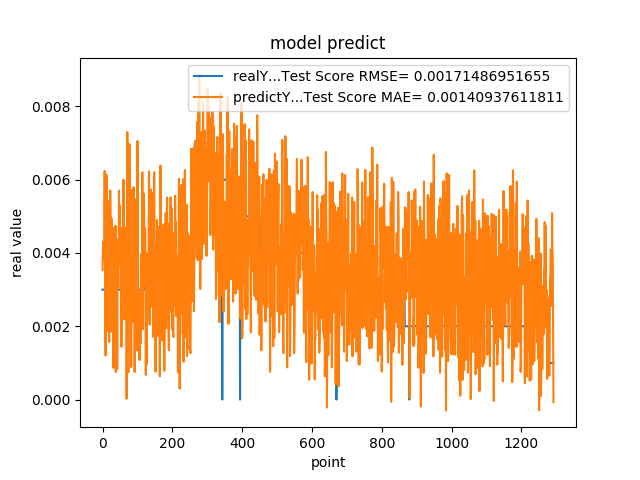 model predict
realY...Test Score RMSE= 0.00171486951655
predictY...Test Score MAE= 0.00140937611811
real value
0.008
0.006
0.004
0.002
0.000
0 200 400 600 800 1000 1200
point